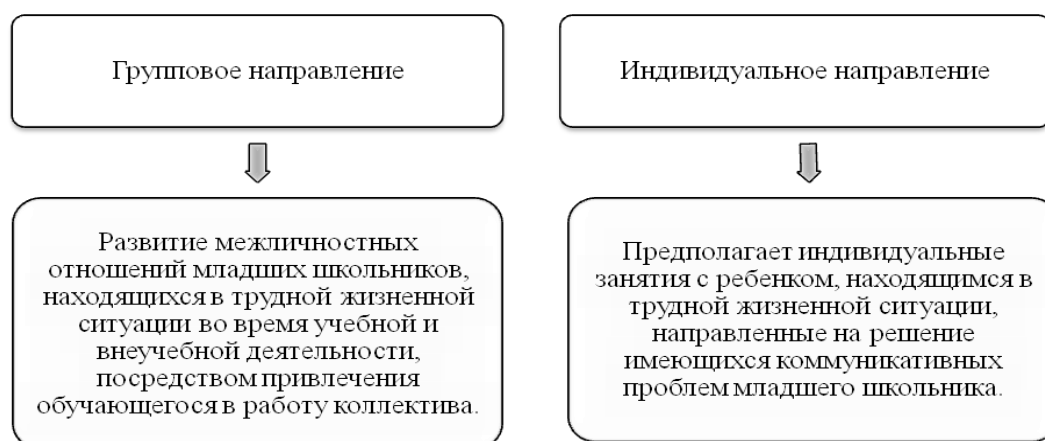 Групповое направление
Индивидуальное направление
Развитие межличностных
отношений младших школьников,
находящихся в трудной жизненной
ситуации во время учебной и
внеучебной деятельности,
посредством привлечения
обучающегося в работу коллектива.
Предполагает индивидуальные
занятия с ребенком, находящимся в
трудной жизненной ситуации,
направленные на решение
имеющихся коммуникативных
проблем младшего школьника.